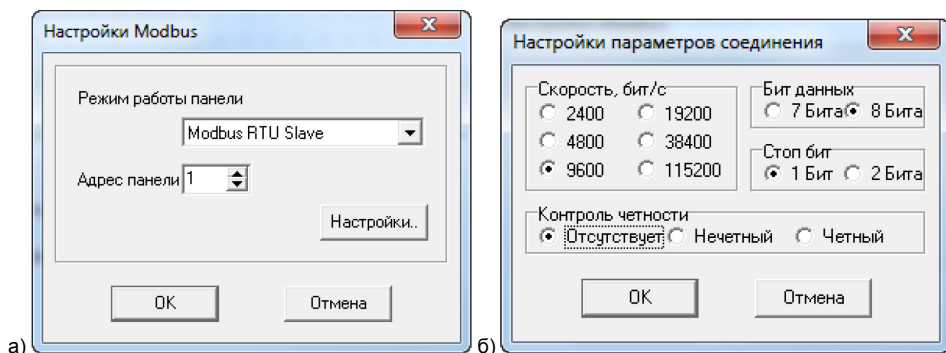 Настройки Modbus
Режим работы панели
Modbus RTU Slave
Адрес панели 1
Настройки..
OK Отмена
а)
Настройки параметров соединения
Скорость, бит/с
2400 19200
4800 38400
9600 115200
Бит данных
7 Бита 8 Бита
Стоп бит
1 Бит 2 Бита
Контроль четности
Отсутствует Нечетный Четный
OK Отмена
б)